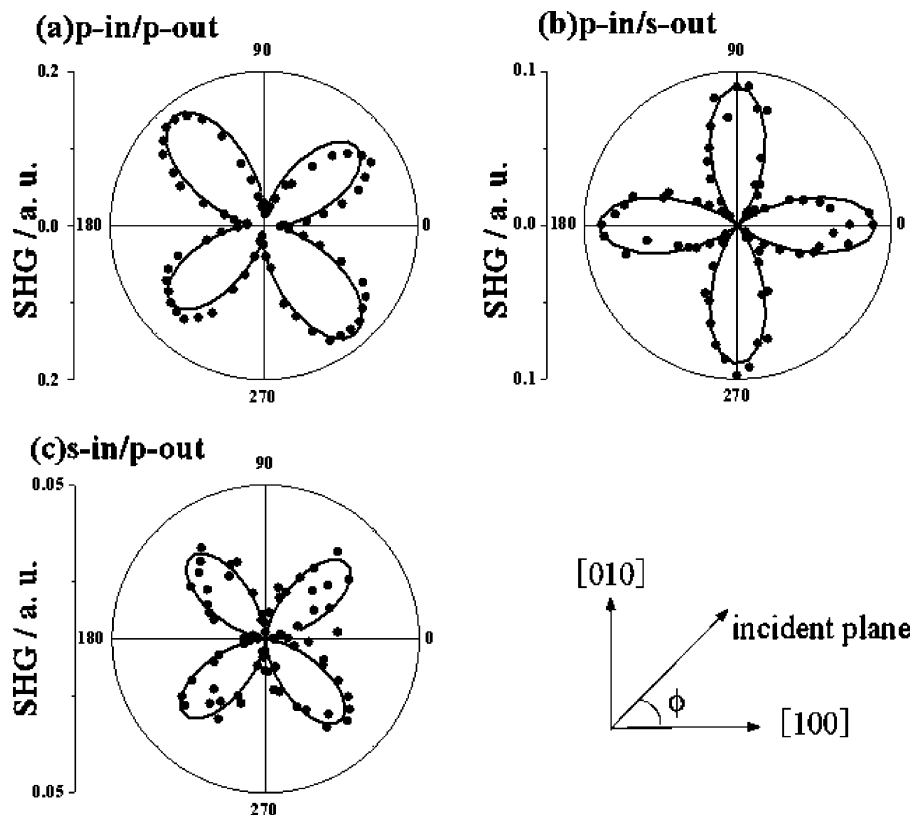 (a)p-in/p-out
90
0.2
SHG / a. u.
0.0
180
0
0.2
270
(b)p-in/s-out
90
0.1
SHG / a. u.
0.0
180
0
0.1
270
(c)s-in/p-out
90
0.05
SHG / a. u.
180
0
0.05
270
[010]
incident plane
ϕ
[100]